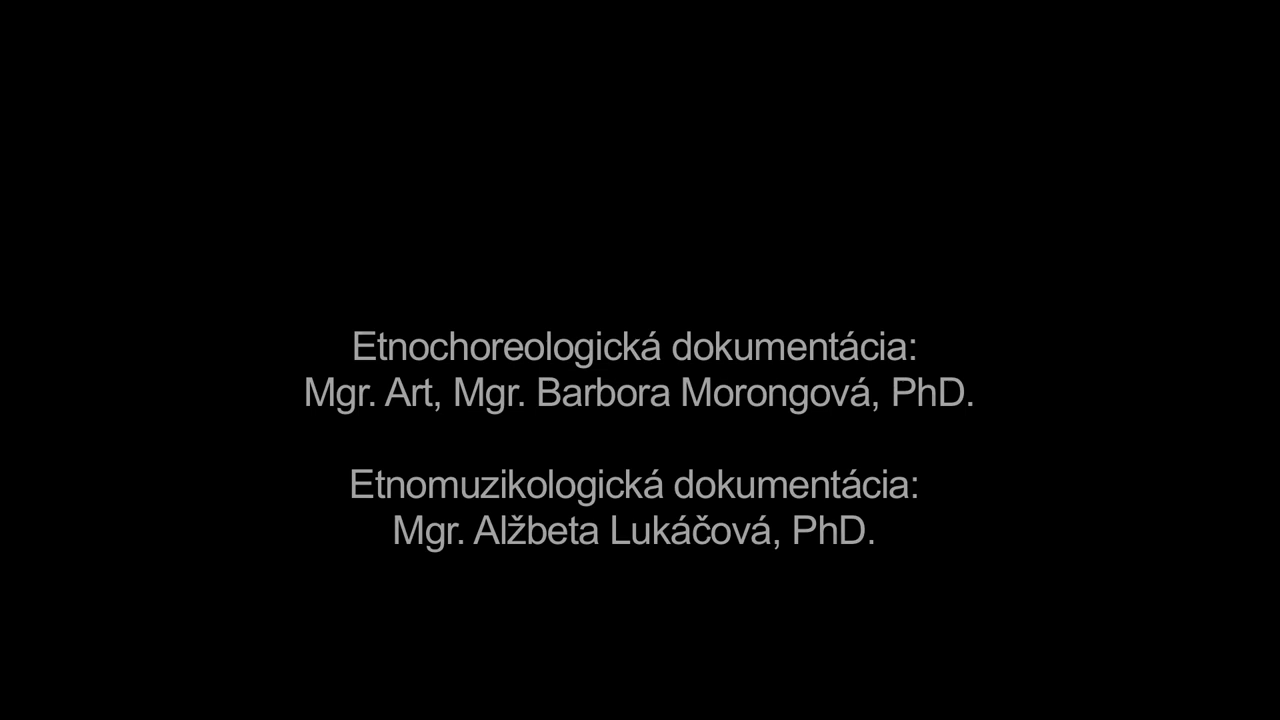 Etnochoreologická dokumentácia:
Mgr. Art, Mgr. Barbora Morongová, PhD.
Etnomuzikologická dokumentácia:
Mgr. Alžbeta Lukáčová, PhD.